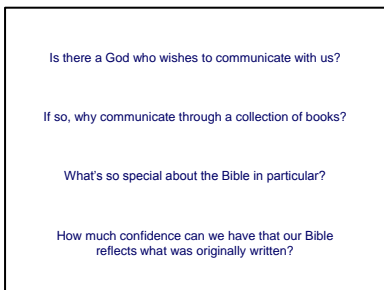 Is there a God who wishes to communicate with us?
If so, why communicate through a collection of books?
What's so special about the Bible in particular?
How much confidence can we have that our Bible
reflects what was originally written?